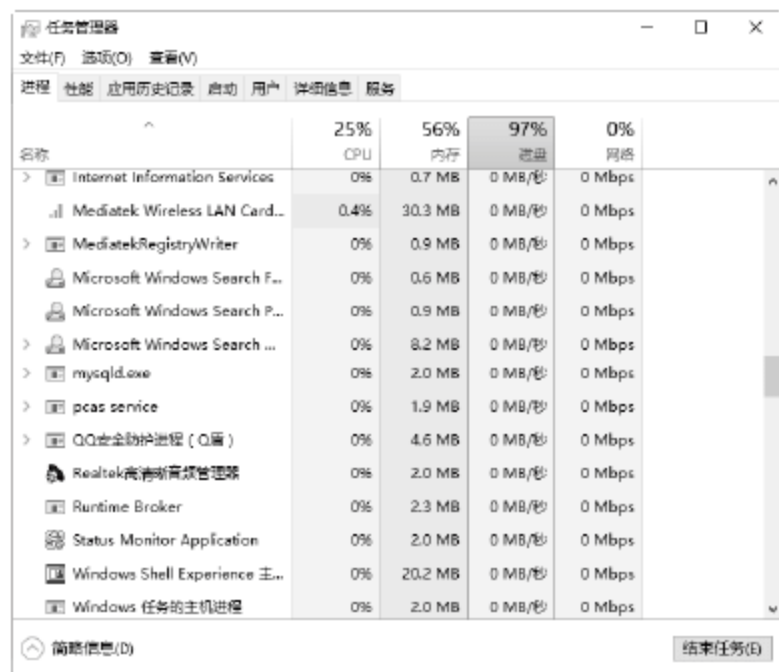 任务管理器
文件(F) 选项(O) 查看(V)
进程 性能 应用历史记录 启动 用户 详细信息 服务
25% 56% 97% 0%
名称 CPU 内存 磁盘 网络
Internet Information Services 0% 0.7 MB 0 MB/秒 0 Mbps
Mediatek Wireless LAN Card... 0.4% 30.3 MB 0 MB/秒 0 Mbps
MediatekRegistryWriter 0% 0.9 MB 0 MB/秒 0 Mbps
Microsoft Windows Search F... 0% 0.6 MB 0 MB/秒 0 Mbps
Microsoft Windows Search P... 0% 0.9 MB 0 MB/秒 0 Mbps
Microsoft Windows Search ... 0% 8.2 MB 0 MB/秒 0 Mbps
mysqld.exe 0% 2.0 MB 0 MB/秒 0 Mbps
pcas service 0% 1.9 MB 0 MB/秒 0 Mbps
QQ安全防护进程(Q盾) 0% 4.6 MB 0 MB/秒 0 Mbps
Realtek高清晰音频管理器 0% 2.0 MB 0 MB/秒 0 Mbps
Runtime Broker 0% 2.3 MB 0 MB/秒 0 Mbps
Status Monitor Application 0% 2.0 MB 0 MB/秒 0 Mbps
Windows Shell Experience 主... 0% 20.2 MB 0 MB/秒 0 Mbps
Windows 任务的主机进程 0% 2.0 MB 0 MB/秒 0 Mbps
简略信息(D) 结束任务(E)